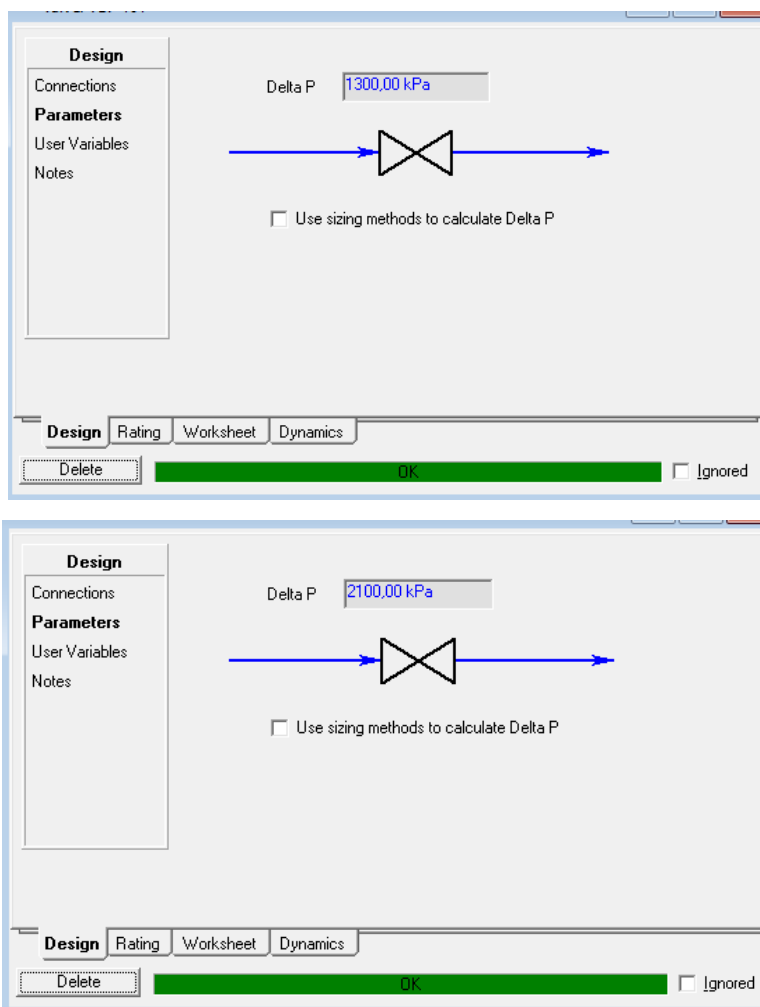 Design
Connections
Parameters
User Variables
Notes
Delta P 1300,00 kPa
Use sizing methods to calculate Delta P
Design Rating Worksheet Dynamics
Delete OK Ignored
Design
Connections
Parameters
User Variables
Notes
Delta P 2100,00 kPa
Use sizing methods to calculate Delta P
Design Rating Worksheet Dynamics
Delete OK Ignored